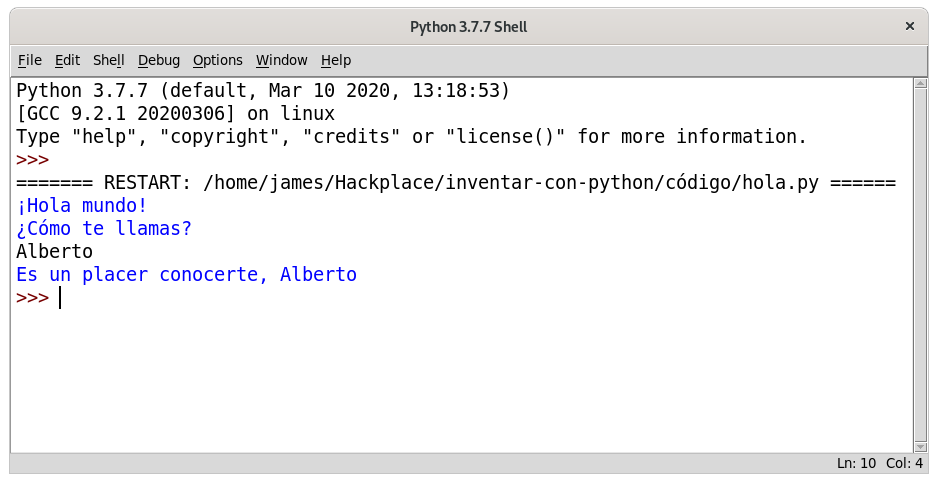 Python 3.7.7 Shell
×
File Edit Shell Debug Options Window Help
Python 3.7.7 (default, Mar 10 2020, 13:18:53)
[GCC 9.2.1 20200306] on linux
Type "help", "copyright", "credits" or "license()" for more information.
>>>
======= RESTART: /home/james/Hackplace/inventar-con-python/código/hola.py ======
¡Hola mundo!
¿Cómo te llamas?
Alberto
Es un placer conocerte, Alberto
>>>
Ln: 10 Col: 4